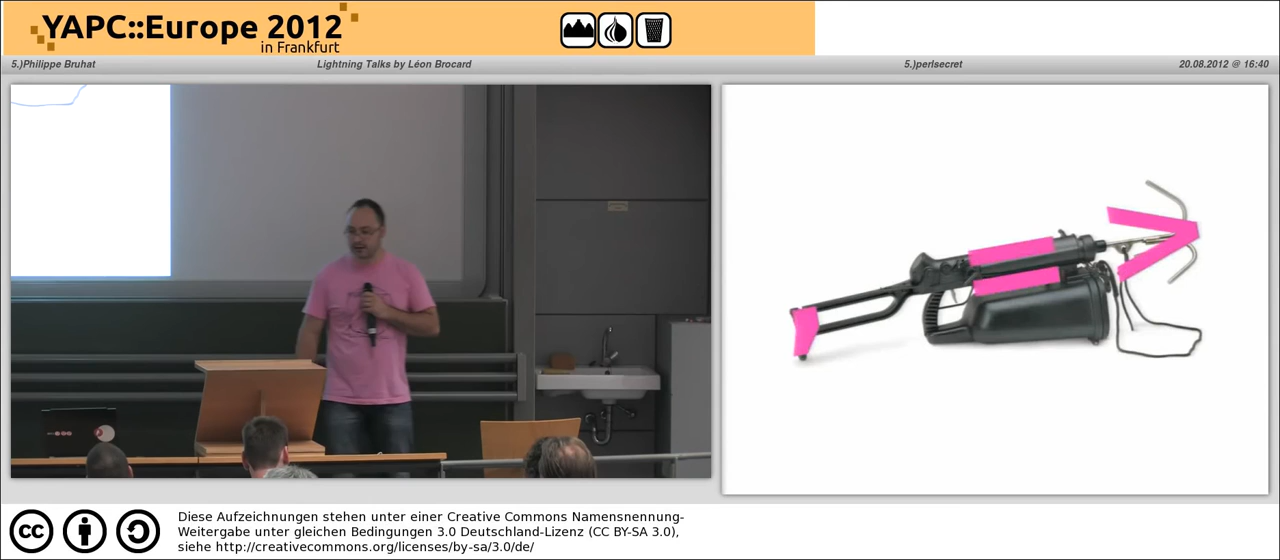 YAPC::Europe 2012
in Frankfurt
5.)Philippe Bruhat
Lightning Talks by Léon Brocard
5.)perlsecret
20.08.2012 @ 16:40
cc
Diese Aufzeichnungen stehen unter einer Creative Commons Namensnennung-
Weitergabe unter gleichen Bedingungen 3.0 Deutschland-Lizenz (CC BY-SA 3.0),
siehe http://creativecommons.org/licenses/by-sa/3.0/de/